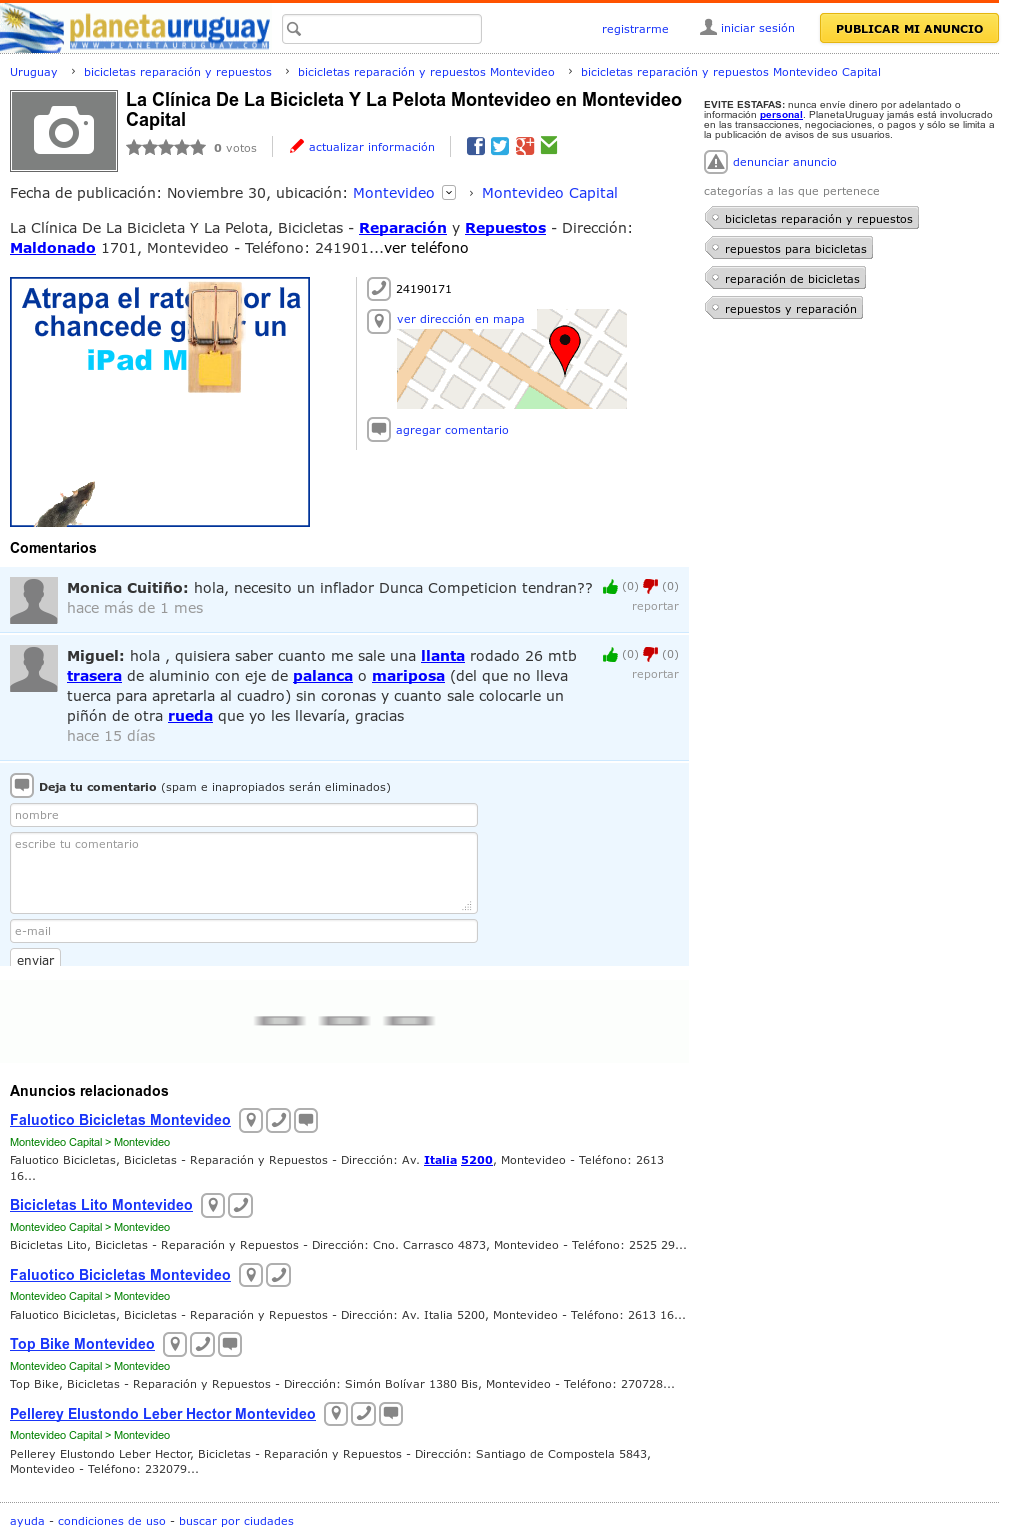 planetauruguay
WWW.PLANETAURUGUAY.COM
registrarme
iniciar sesión
PUBLICAR MI ANUNCIO
Uruguay › bicicletas reparación y repuestos › bicicletas reparación y repuestos Montevideo › bicicletas reparación y repuestos Montevideo Capital
La Clínica De La Bicicleta Y La Pelota Montevideo en Montevideo
Capital
0 votos
actualizar información
Fecha de publicación: Noviembre 30, ubicación: Montevideo › Montevideo Capital
La Clínica De La Bicicleta Y La Pelota, Bicicletas - Reparación y Repuestos - Dirección:
Maldonado 1701, Montevideo - Teléfono: 241901...ver teléfono
EVITE ESTAFAS: nunca envíe dinero por adelantado o
información personal. PlanetaUruguay jamás está involucrado
en las transacciones, negociaciones, o pagos y sólo se limita a
la publicación de avisos de sus usuarios.
denunciar anuncio
categorías a las que pertenece
bicicletas reparación y repuestos
repuestos para bicicletas
reparación de bicicletas
repuestos y reparación
Atrapa el la
chancede un
iPad
24190171
ver dirección en mapa
agregar comentario
Comentarios
Monica Cuitiño: hola, necesito un inflador Dunca Competicion tendran??
(0) (0)
hace más de 1 mes
reportar
Miguel: hola , quisiera saber cuanto me sale una llanta rodado 26 mtb
(0) (0)
trasera de aluminio con eje de palanca o mariposa (del que no lleva
reportar
tuerca para apretarla al cuadro) sin coronas y cuanto sale colocarle un
piñón de otra rueda que yo les llevaría, gracias
hace 15 días
Deja tu comentario (spam e inapropiados serán eliminados)
nombre
escribe tu comentario
e-mail
enviar
Anuncios relacionados
Faluotico Bicicletas Montevideo
Montevideo Capital > Montevideo
Faluotico Bicicletas, Bicicletas - Reparación y Repuestos - Dirección: Av. Italia 5200, Montevideo - Teléfono: 2613
16...
Bicicletas Lito Montevideo
Montevideo Capital > Montevideo
Bicicletas Lito, Bicicletas - Reparación y Repuestos - Dirección: Cno. Carrasco 4873, Montevideo - Teléfono: 2525 29...
Faluotico Bicicletas Montevideo
Montevideo Capital > Montevideo
Faluotico Bicicletas, Bicicletas - Reparación y Repuestos - Dirección: Av. Italia 5200, Montevideo - Teléfono: 2613 16...
Top Bike Montevideo
Montevideo Capital > Montevideo
Top Bike, Bicicletas - Reparación y Repuestos - Dirección: Simón Bolívar 1380 Bis, Montevideo - Teléfono: 270728...
Pellerey Elustondo Leber Hector Montevideo
Montevideo Capital > Montevideo
Pellerey Elustondo Leber Hector, Bicicletas - Reparación y Repuestos - Dirección: Santiago de Compostela 5843,
Montevideo - Teléfono: 232079...
ayuda - condiciones de uso - buscar por ciudades